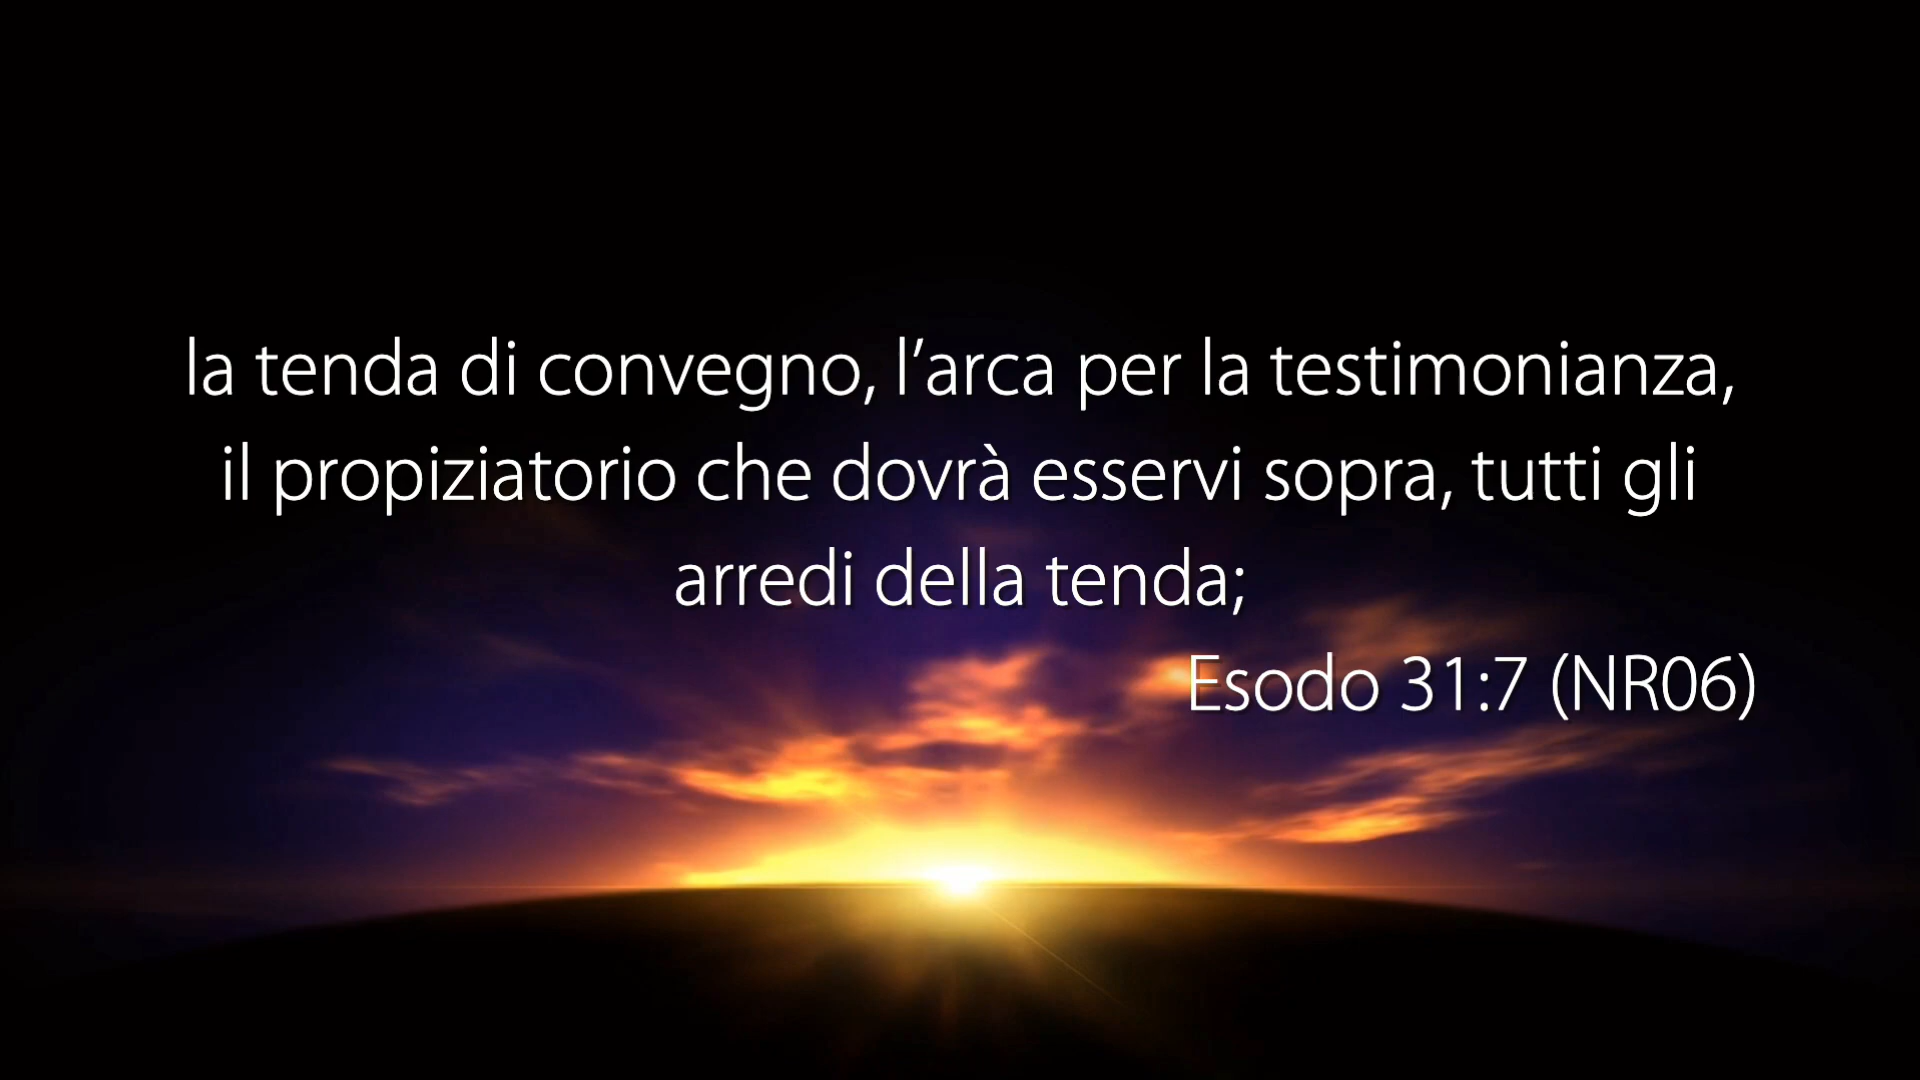 la tenda di convegno, l’arca per la testimonianza,
il propiziatorio che dovrà esservi sopra, tutti gli
arredi della tenda;
Esodo 31:7 (NR06)